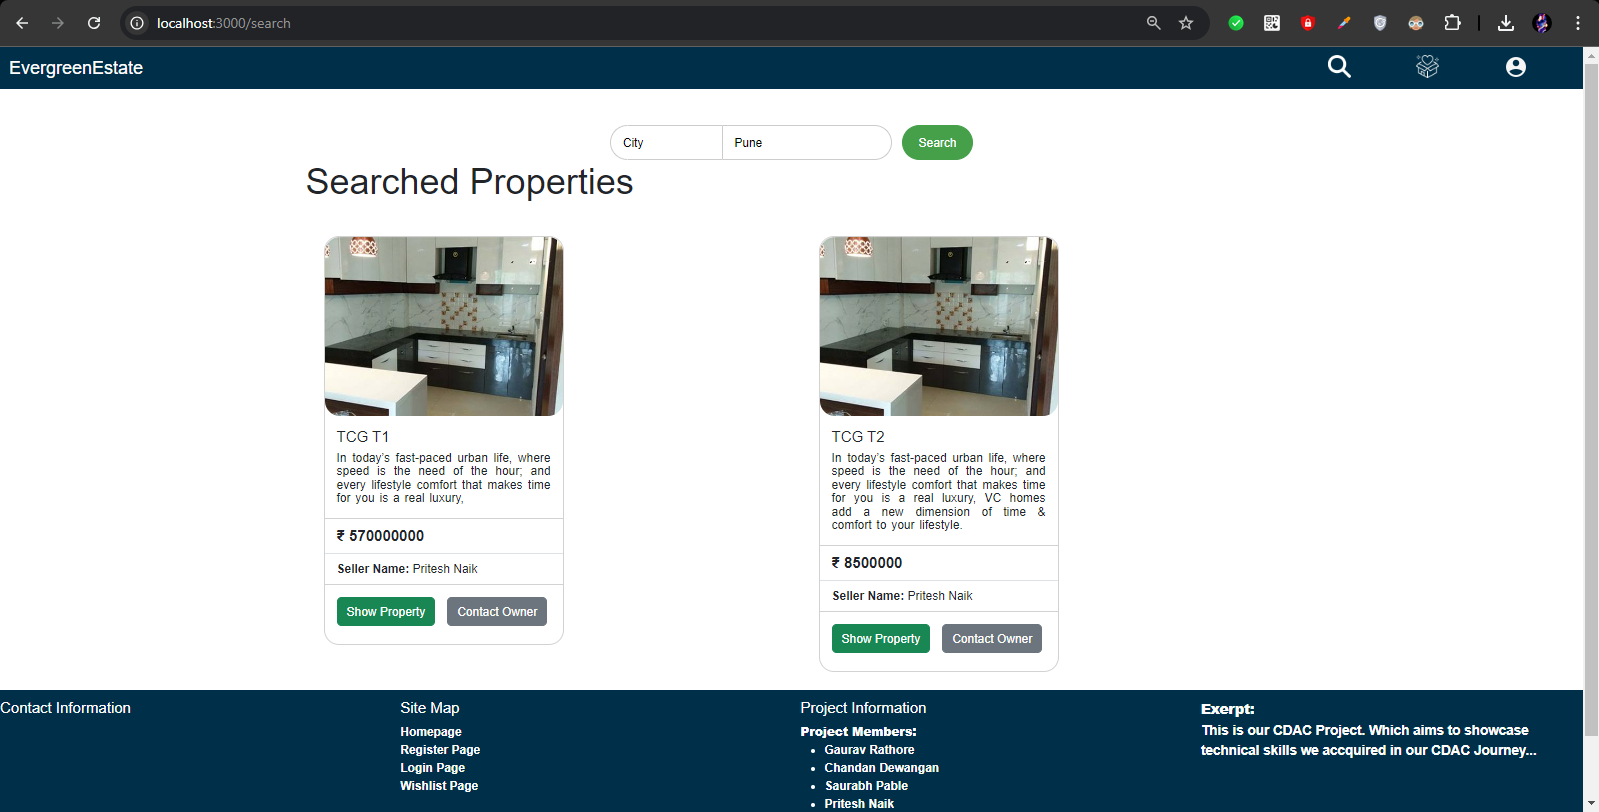 localhost:3000/search
EvergreenEstate
City
Pune
Search
Searched Properties
TCG T1
In today's fast-paced urban life, where
speed is the need of the hour; and
every lifestyle comfort that makes time
for you is a real luxury,
₹ 570000000
Seller Name: Pritesh Naik
Show Property
Contact Owner
TCG T2
In today's fast-paced urban life, where
speed is the need of the hour; and
every lifestyle comfort that makes time
for you is a real luxury, VC homes
add a new dimension of time &
comfort to your lifestyle.
₹ 8500000
Seller Name: Pritesh Naik
Show Property
Contact Owner
Contact Information
Site Map
Homepage
Register Page
Login Page
Wishlist Page
Project Information
Project Members:
• Gaurav Rathore
• Chandan Dewangan
• Saurabh Pable
• Pritesh Naik
Exerpt:
This is our CDAC Project. Which aims to showcase
technical skills we accquired in our CDAC Journey...